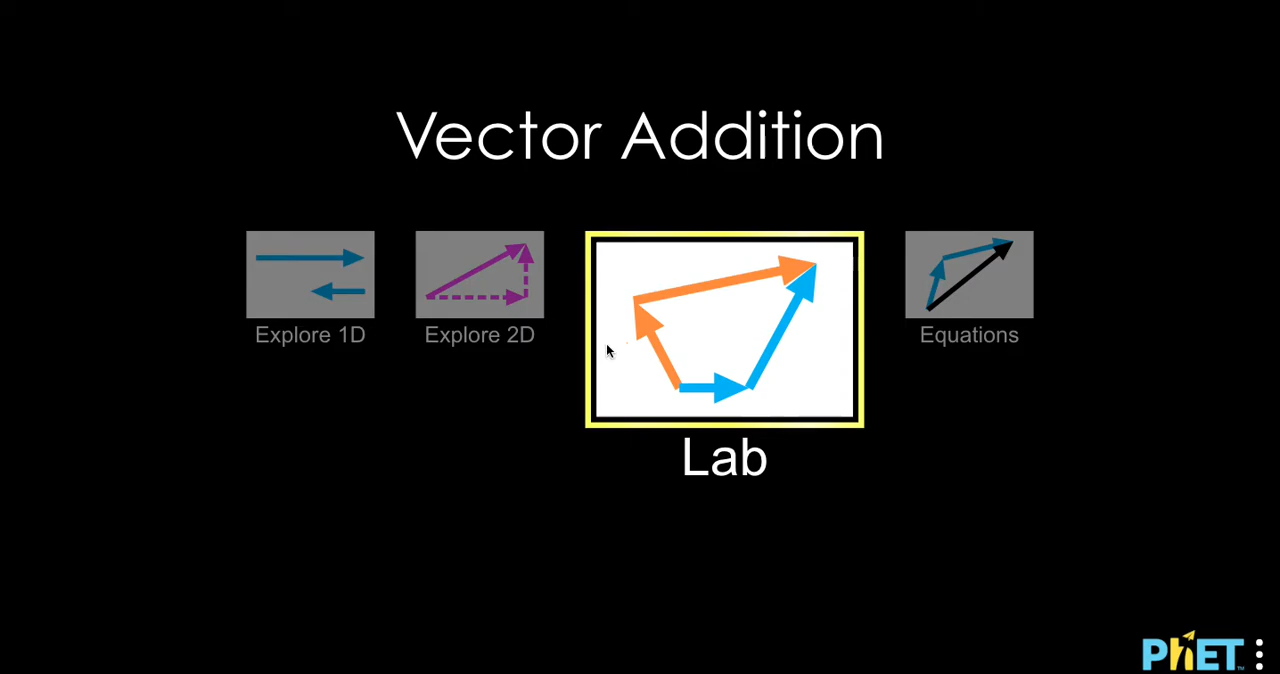 Vector Addition
Explore 1D
Explore 2D
Lab
Equations
PhET